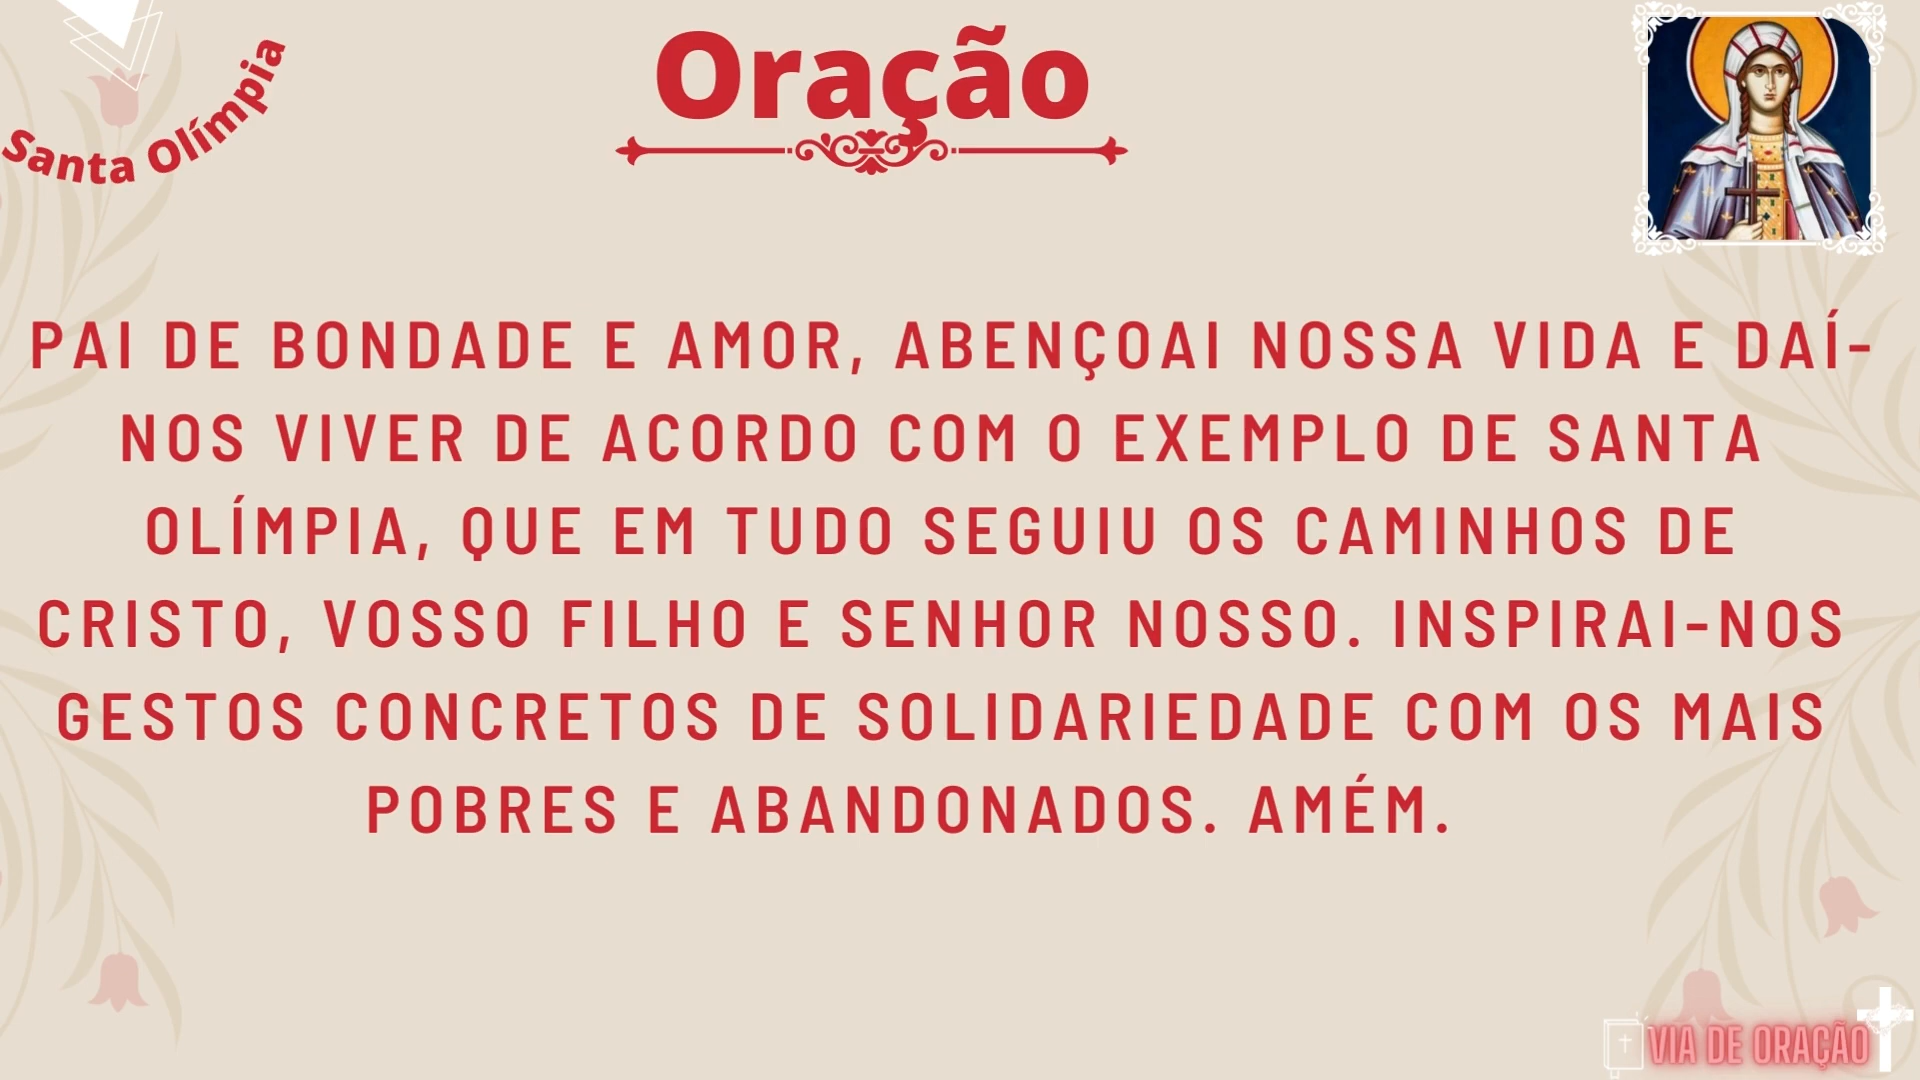 Santa Olímpia
Oração
PAI DE BONDADE E AMOR, ABENÇOAI NOSSA VIDA E DAÍ-
NOS VIVER DE ACORDO COM O EXEMPLO DE SANTA
OLÍMPIA, QUE EM TUDO SEGUIU OS CAMINHOS DE
CRISTO, VOSSO FILHO E SENHOR NOSSO. INSPIRAI-NOS
GESTOS CONCRETOS DE SOLIDARIEDADE COM OS MAIS
POBRES E ABANDONADOS. AMÉM.
VIA DE ORAÇÃO